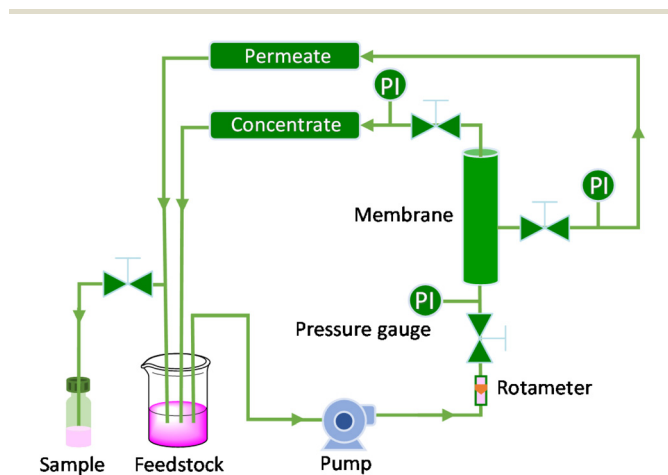 Permeate
PI
Concentrate
PI
Membrane
PI
Pressure gauge
Rotameter
Sample
Feedstock
Pump